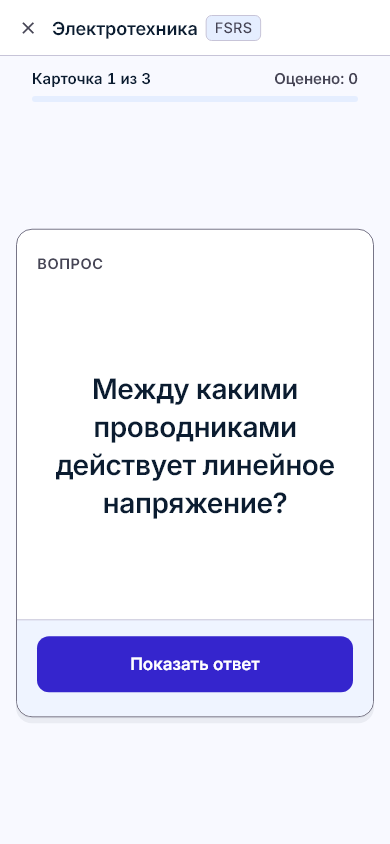 Электротехника FSRS
Карточка 1 из 3 Оценено: 0
ВОПРОС
Между какими
проводниками
действует линейное
напряжение?
Показать ответ